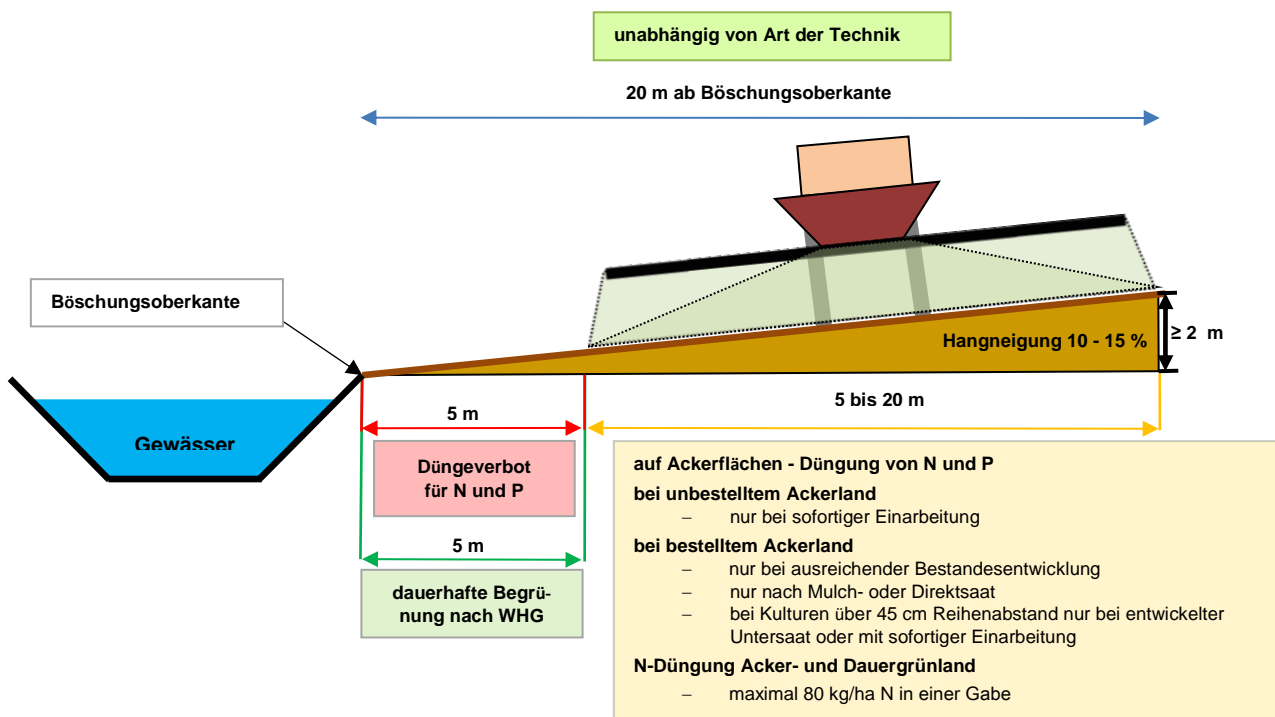 unabhängig von Art der Technik
20 m ab Böschungsoberkante
Böschungsoberkante
Hangneigung 10 - 15 %
≥ 2 m
Gewässer
5 m
5 bis 20 m
Düngeverbot
für N und P
5 m
dauerhafte Begrü-
nung nach WHG
auf Ackerflächen - Düngung von N und P
bei unbestelltem Ackerland
– nur bei sofortiger Einarbeitung
bei bestelltem Ackerland
– nur bei ausreichender Bestandesentwicklung
– nur nach Mulch- oder Direktsaat
– bei Kulturen über 45 cm Reihenabstand nur bei entwickelter
Untersaat oder mit sofortiger Einarbeitung
N-Düngung Acker- und Dauergrünland
– maximal 80 kg/ha N in einer Gabe